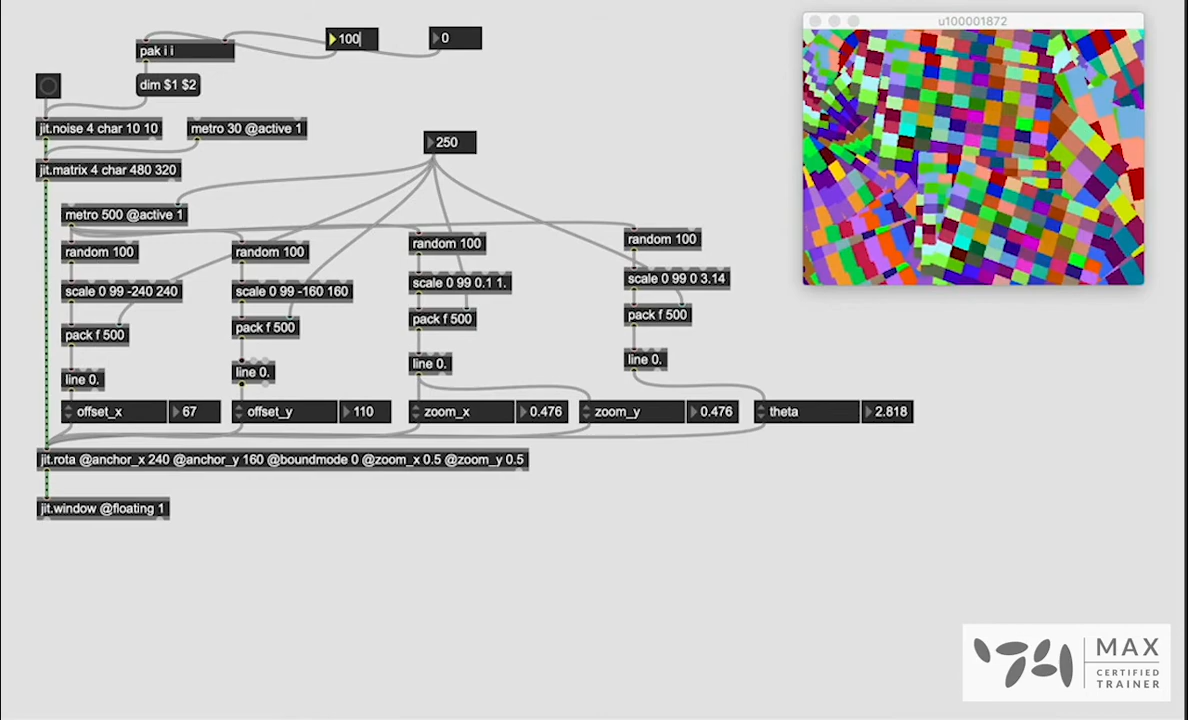 100
0
pak i i
dim $1 $2
jit.noise 4 char 10 10
metro 30 @active 1
250
jit.matrix 4 char 480 320
metro 500 @active 1
random 100
random 100
random 100
random 100
scale 0 99 -240 240
scale 0 99 -160 160
scale 0 99 0.1 1.
scale 0 99 0 3.14
pack f 500
pack f 500
pack f 500
pack f 500
line 0.
line 0.
line 0.
line 0.
offset_x
67
offset_y
110
zoom_x
0.476
zoom_y
0.476
theta
2.818
jit.rota @anchor_x 240 @anchor_y 160 @boundmode 0 @zoom_x 0.5 @zoom_y 0.5
jit.window @floating 1
u100001872
74
MAX
CERTIFIED
TRAINER